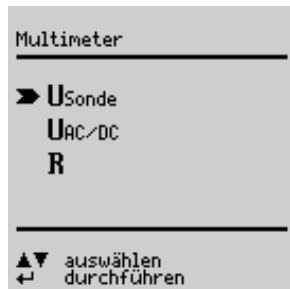 Multimeter
USonde
UAC/DC
R
▲▼ auswählen
↵ durchführen